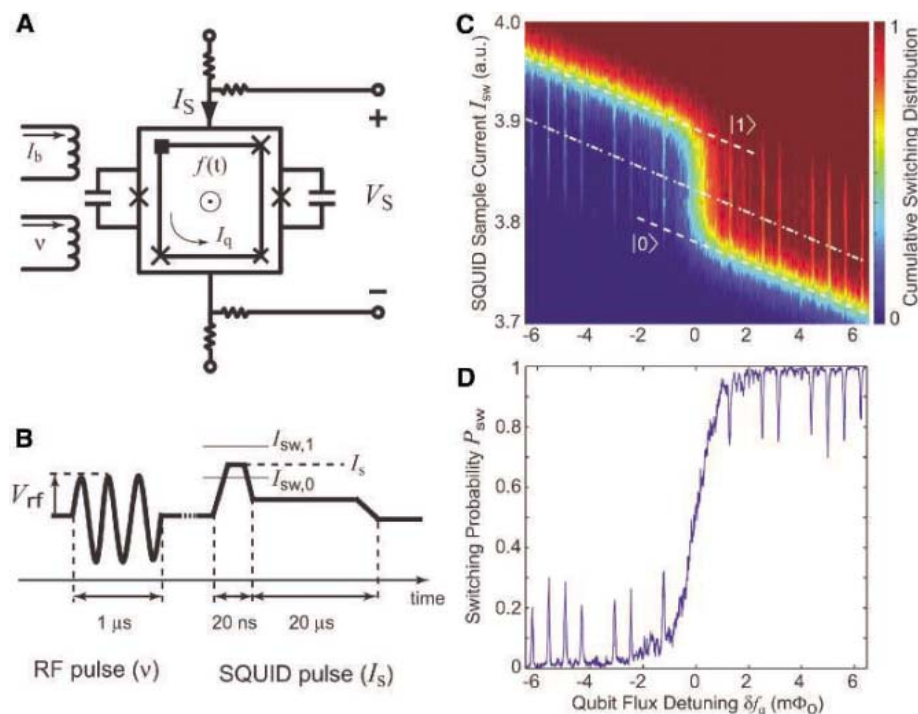 A
I_S
+
I_b
f(t)
V_S
ν
I_q
−
B
I_sw,1
I_s
V_rf
I_sw,0
time
1 μs
20 ns
20 μs
RF pulse (ν)
SQUID pulse (I_S)
C
SQUID Sample Current I_sw (a.u.)
4.0
3.9
3.8
3.7
|1⟩
|0⟩
-6
-4
-2
0
2
4
6
1
0
Cumulative Switching Distribution
D
Switching Probability P_sw
1
0.8
0.6
0.4
0.2
0
-6
-4
-2
0
2
4
6
Qubit Flux Detuning δf_q (mΦ_0)